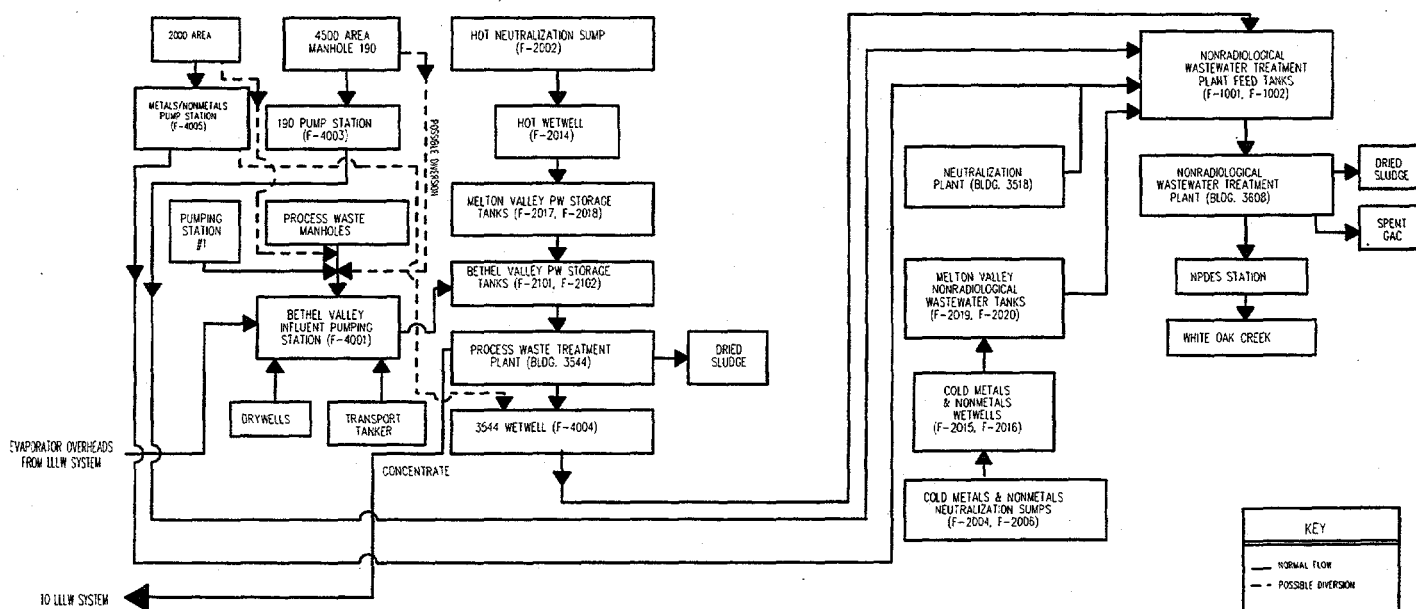 2000 AREA
4500 AREA
MANHOLE 190
HOT NEUTRALIZATION SUMP
(F-2002)
NONRADIOLOGICAL
WASTEWATER TREATMENT
PLANT FEED TANKS
(F-1001, F-1002)
METALS/NONMETALS
PUMP STATION
(F-4005)
190 PUMP STATION
(F-4003)
POSSIBLE DIVERSION
HOT WETWELL
(F-2014)
NEUTRALIZATION
PLANT (BLDG. 3518)
NONRADIOLOGICAL
WASTEWATER TREATMENT
PLANT (BLDG. 3608)
DRIED
SLUDGE
SPENT
GAC
PUMPING
STATION
#1
PROCESS WASTE
MANHOLES
MELTON VALLEY PW STORAGE
TANKS (F-2017, F-2018)
BETHEL VALLEY PW STORAGE
TANKS (F-2101, F-2102)
MELTON VALLEY
NONRADIOLOGICAL
WASTEWATER TANKS
(F-2019, F-2020)
NPDES STATION
WHITE OAK CREEK
BETHEL VALLEY
INFLUENT PUMPING
STATION (F-4001)
PROCESS WASTE TREATMENT
PLANT (BLDG. 3544)
DRIED
SLUDGE
DRYWELLS
TRANSPORT
TANKER
3544 WETWELL (F-4004)
COLD METALS
& NONMETALS
WETWELLS
(F-2015, F-2016)
EVAPORATOR OVERHEADS
FROM LLLW SYSTEM
CONCENTRATE
COLD METALS & NONMETALS
NEUTRALIZATION SUMPS
(F-2004, F-2006)
TO LLLW SYSTEM
KEY
NORMAL FLOW
POSSIBLE DIVERSION